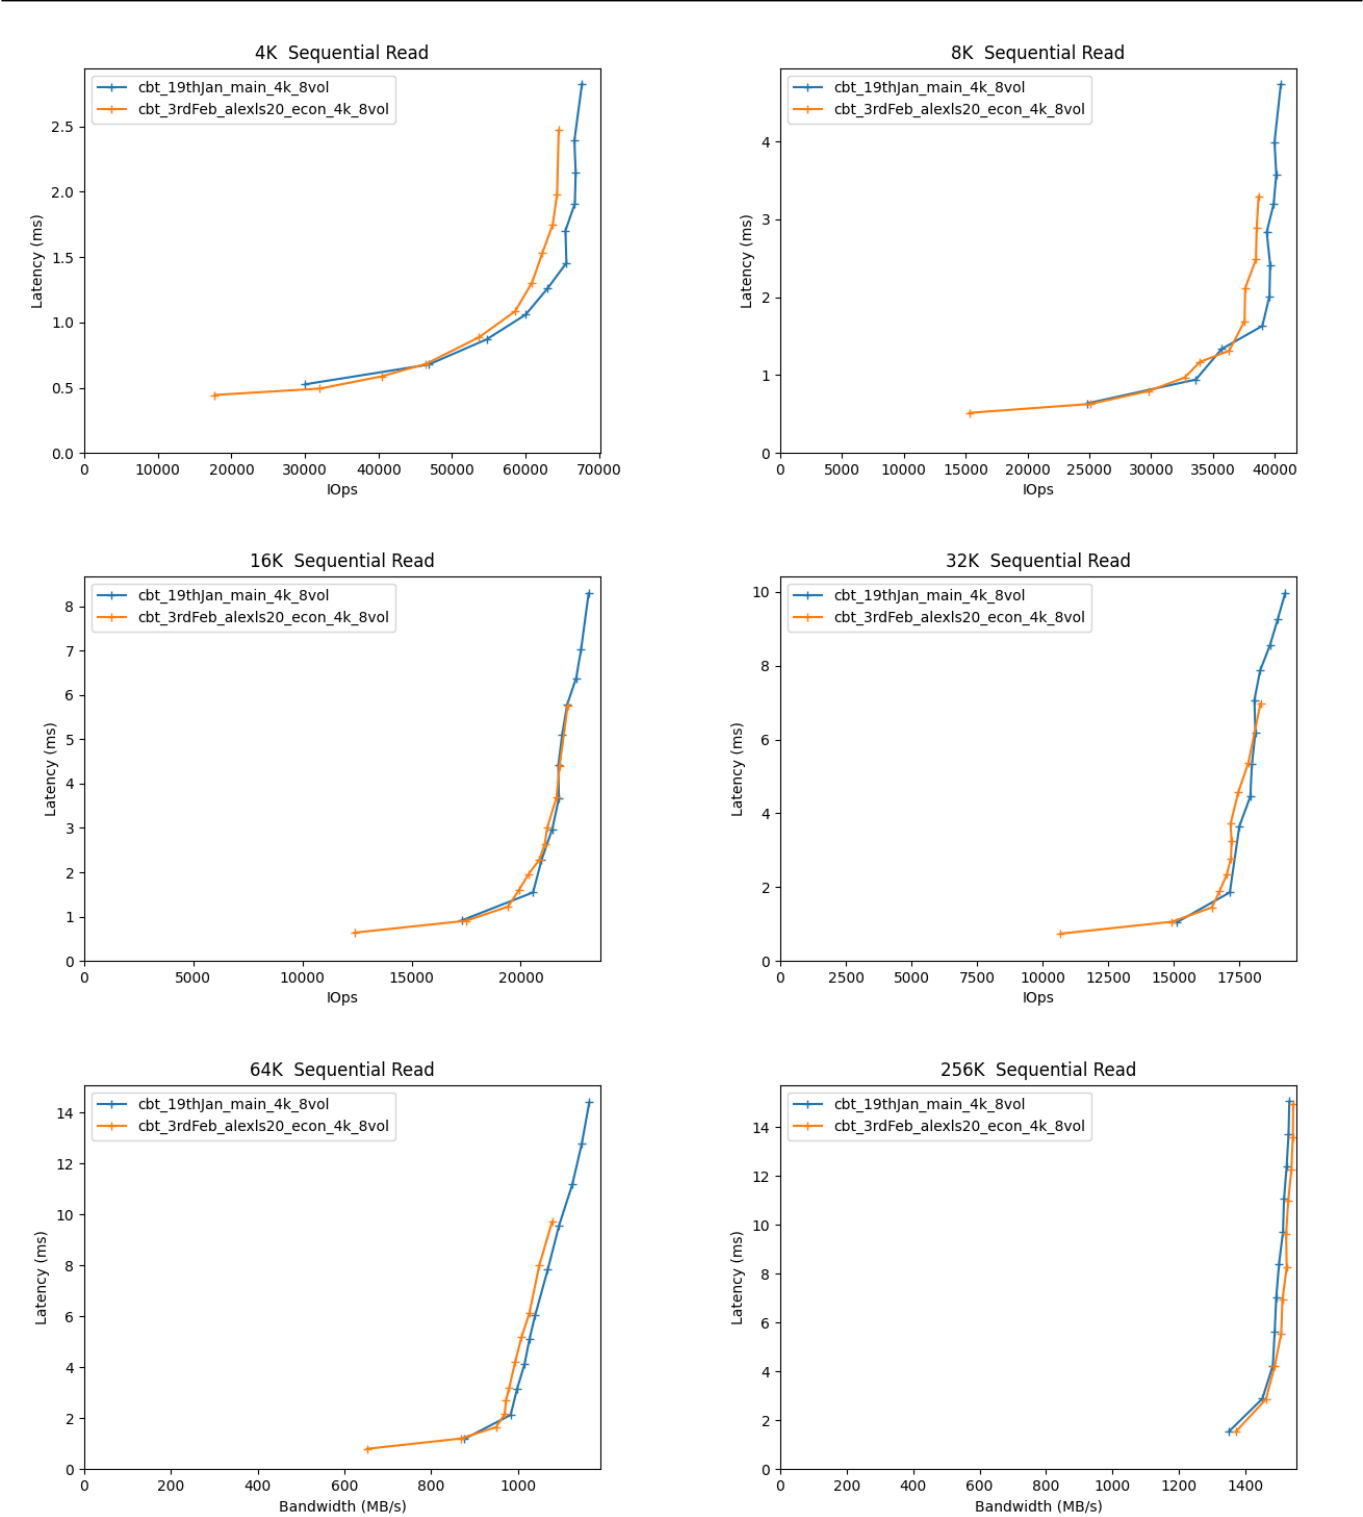 4K  Sequential Read
cbt_19thJan_main_4k_8vol
cbt_3rdFeb_alexls20_econ_4k_8vol
2.5
2.0
1.5
1.0
0.5
0.0
Latency (ms)
0 10000 20000 30000 40000 50000 60000 70000
IOps
8K  Sequential Read
cbt_19thJan_main_4k_8vol
cbt_3rdFeb_alexls20_econ_4k_8vol
4
3
2
1
0
Latency (ms)
0 5000 10000 15000 20000 25000 30000 35000 40000
IOps
16K  Sequential Read
cbt_19thJan_main_4k_8vol
cbt_3rdFeb_alexls20_econ_4k_8vol
8
7
6
5
4
3
2
1
0
Latency (ms)
0 5000 10000 15000 20000
IOps
32K  Sequential Read
cbt_19thJan_main_4k_8vol
cbt_3rdFeb_alexls20_econ_4k_8vol
10
8
6
4
2
0
Latency (ms)
0 2500 5000 7500 10000 12500 15000 17500
IOps
64K  Sequential Read
cbt_19thJan_main_4k_8vol
cbt_3rdFeb_alexls20_econ_4k_8vol
14
12
10
8
6
4
2
0
Latency (ms)
0 200 400 600 800 1000
Bandwidth (MB/s)
256K  Sequential Read
cbt_19thJan_main_4k_8vol
cbt_3rdFeb_alexls20_econ_4k_8vol
14
12
10
8
6
4
2
0
Latency (ms)
0 200 400 600 800 1000 1200 1400
Bandwidth (MB/s)